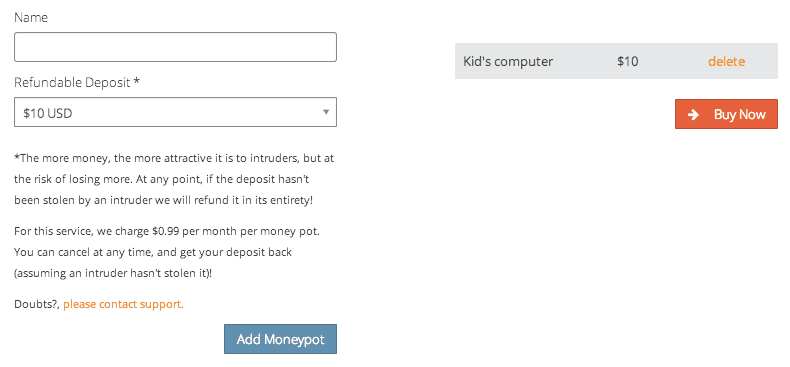 Name
Refundable Deposit *
$10 USD
*The more money, the more attractive it is to intruders, but at
the risk of losing more. At any point, if the deposit hasn't
been stolen by an intruder we will refund it in its entirety!
For this service, we charge $0.99 per month per money pot.
You can cancel at any time, and get your deposit back
(assuming an intruder hasn't stolen it)!
Doubts?, please contact support.
Add Moneypot
Kid's computer $10 delete
Buy Now